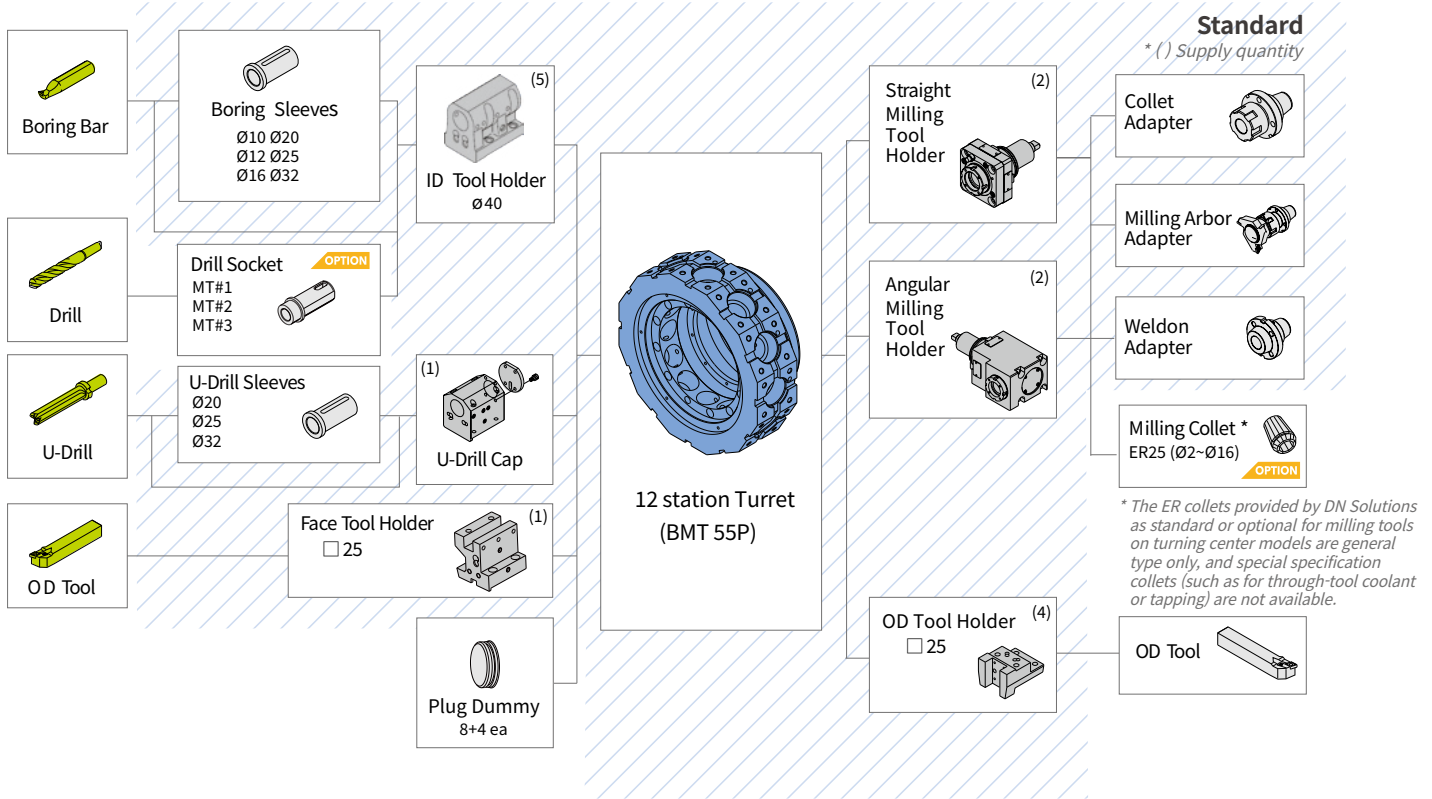 Standard
* ( ) Supply quantity
Boring Bar
Boring Sleeves
Ø10 Ø20
Ø12 Ø25
Ø16 Ø32
(5)
ID Tool Holder
Ø40
Drill
Drill Socket
OPTION
MT#1
MT#2
MT#3
U-Drill
U-Drill Sleeves
Ø20
Ø25
Ø32
(1)
U-Drill Cap
OD Tool
Face Tool Holder
(1)
□ 25
Plug Dummy
8+4 ea
12 station Turret
(BMT 55P)
Straight
Milling
Tool
Holder
(2)
Angular
Milling
Tool
Holder
(2)
OD Tool Holder
(4)
□ 25
Collet
Adapter
Milling Arbor
Adapter
Weldon
Adapter
Milling Collet *
ER25 (Ø2~Ø16)
OPTION
* The ER collets provided by DN Solutions
as standard or optional for milling tools
on turning center models are general
type only, and special specification
collets (such as for through-tool coolant
or tapping) are not available.
OD Tool